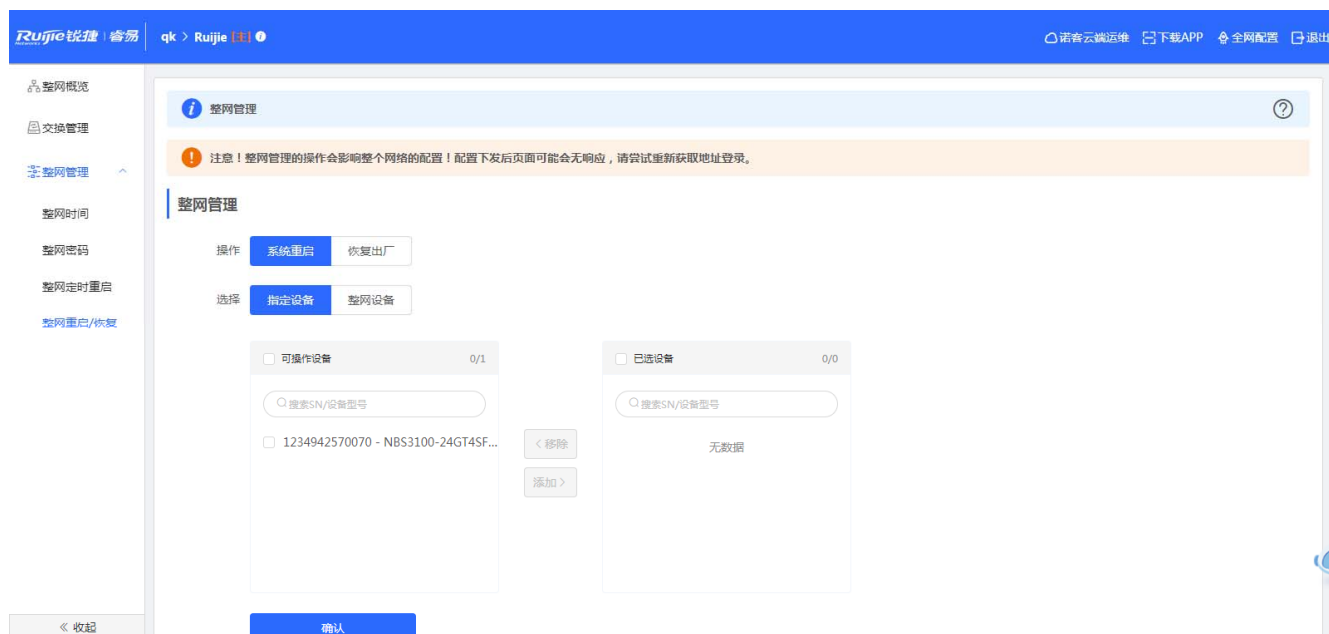 Ruijie锐捷 | 睿易 qk > Ruijie [主] 诺客云端运维 下载APP 全网配置 退出
Networks
整网概览
交换管理
整网管理
整网时间
整网密码
整网定时重启
整网重启/恢复
《 收起
整网管理
注意！整网管理的操作会影响整个网络的配置！配置下发后页面可能会无响应，请尝试重新获取地址登录。
整网管理
操作 系统重启 恢复出厂
选择 指定设备 整网设备
可操作设备 0/1
搜索SN/设备型号
1234942570070 - NBS3100-24GT4SF...
< 移除
添加 >
已选设备 0/0
搜索SN/设备型号
无数据
确认